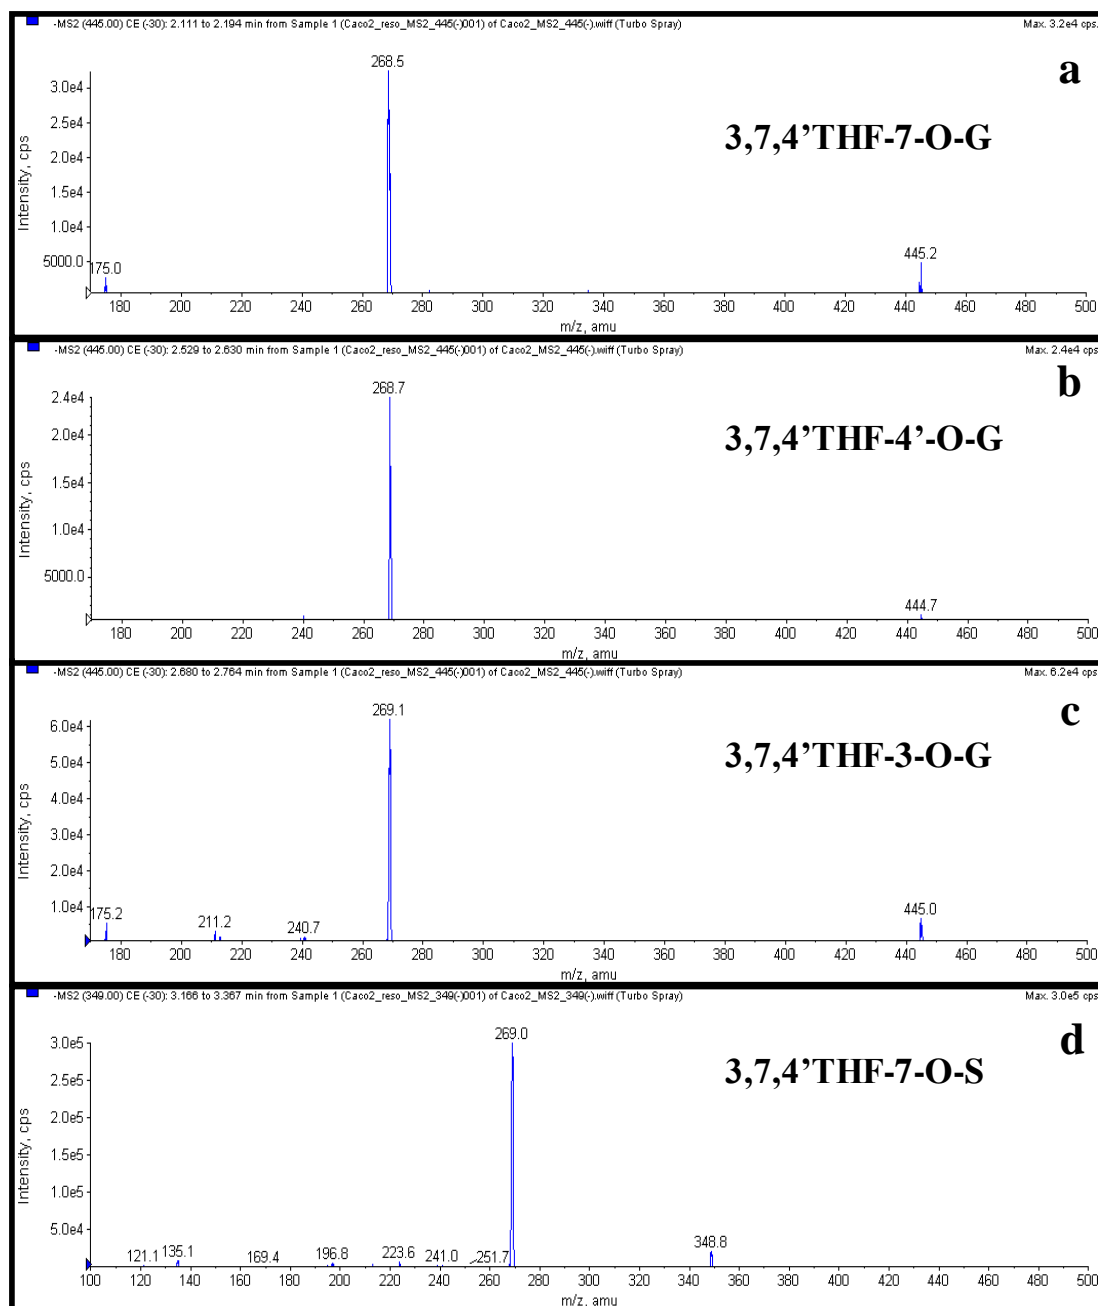 -MS2 (445.00) CE (-30): 2.111 to 2.194 min from Sample 1 (Caco2_reso_MS2_445(-)001) of Caco2_MS2_445(-).wiff (Turbo Spray) Max. 3.2e4 cps.
a
3,7,4’THF-7-O-G
Intensity, cps
3.0e4
2.5e4
2.0e4
1.5e4
1.0e4
5000.0
175.0
268.5
445.2
180 200 220 240 260 280 300 320 340 360 380 400 420 440 460 480 500
m/z, amu
-MS2 (445.00) CE (-30): 2.529 to 2.630 min from Sample 1 (Caco2_reso_MS2_445(-)001) of Caco2_MS2_445(-).wiff (Turbo Spray) Max. 2.4e4 cps.
b
3,7,4’THF-4’-O-G
Intensity, cps
2.4e4
2.0e4
1.5e4
1.0e4
5000.0
268.7
444.7
180 200 220 240 260 280 300 320 340 360 380 400 420 440 460 480 500
m/z, amu
-MS2 (445.00) CE (-30): 2.680 to 2.764 min from Sample 1 (Caco2_reso_MS2_445(-)001) of Caco2_MS2_445(-).wiff (Turbo Spray) Max. 6.2e4 cps.
c
3,7,4’THF-3-O-G
Intensity, cps
6.0e4
5.0e4
4.0e4
3.0e4
2.0e4
1.0e4
175.2
211.2
240.7
269.1
445.0
180 200 220 240 260 280 300 320 340 360 380 400 420 440 460 480 500
m/z, amu
-MS2 (349.00) CE (-30): 3.166 to 3.367 min from Sample 1 (Caco2_reso_MS2_349(-)001) of Caco2_MS2_349(-).wiff (Turbo Spray) Max. 3.0e5 cps.
d
3,7,4’THF-7-O-S
Intensity, cps
3.0e5
2.5e5
2.0e5
1.5e5
1.0e5
5.0e4
121.1
135.1
169.4
196.8
223.6
241.0
251.7
269.0
348.8
100 120 140 160 180 200 220 240 260 280 300 320 340 360 380 400 420 440 460 480 500
m/z, amu